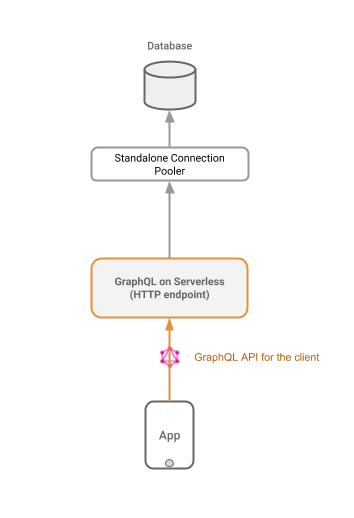 Database
Standalone Connection
Pooler
GraphQL on Serverless
(HTTP endpoint)
GraphQL API for the client
App